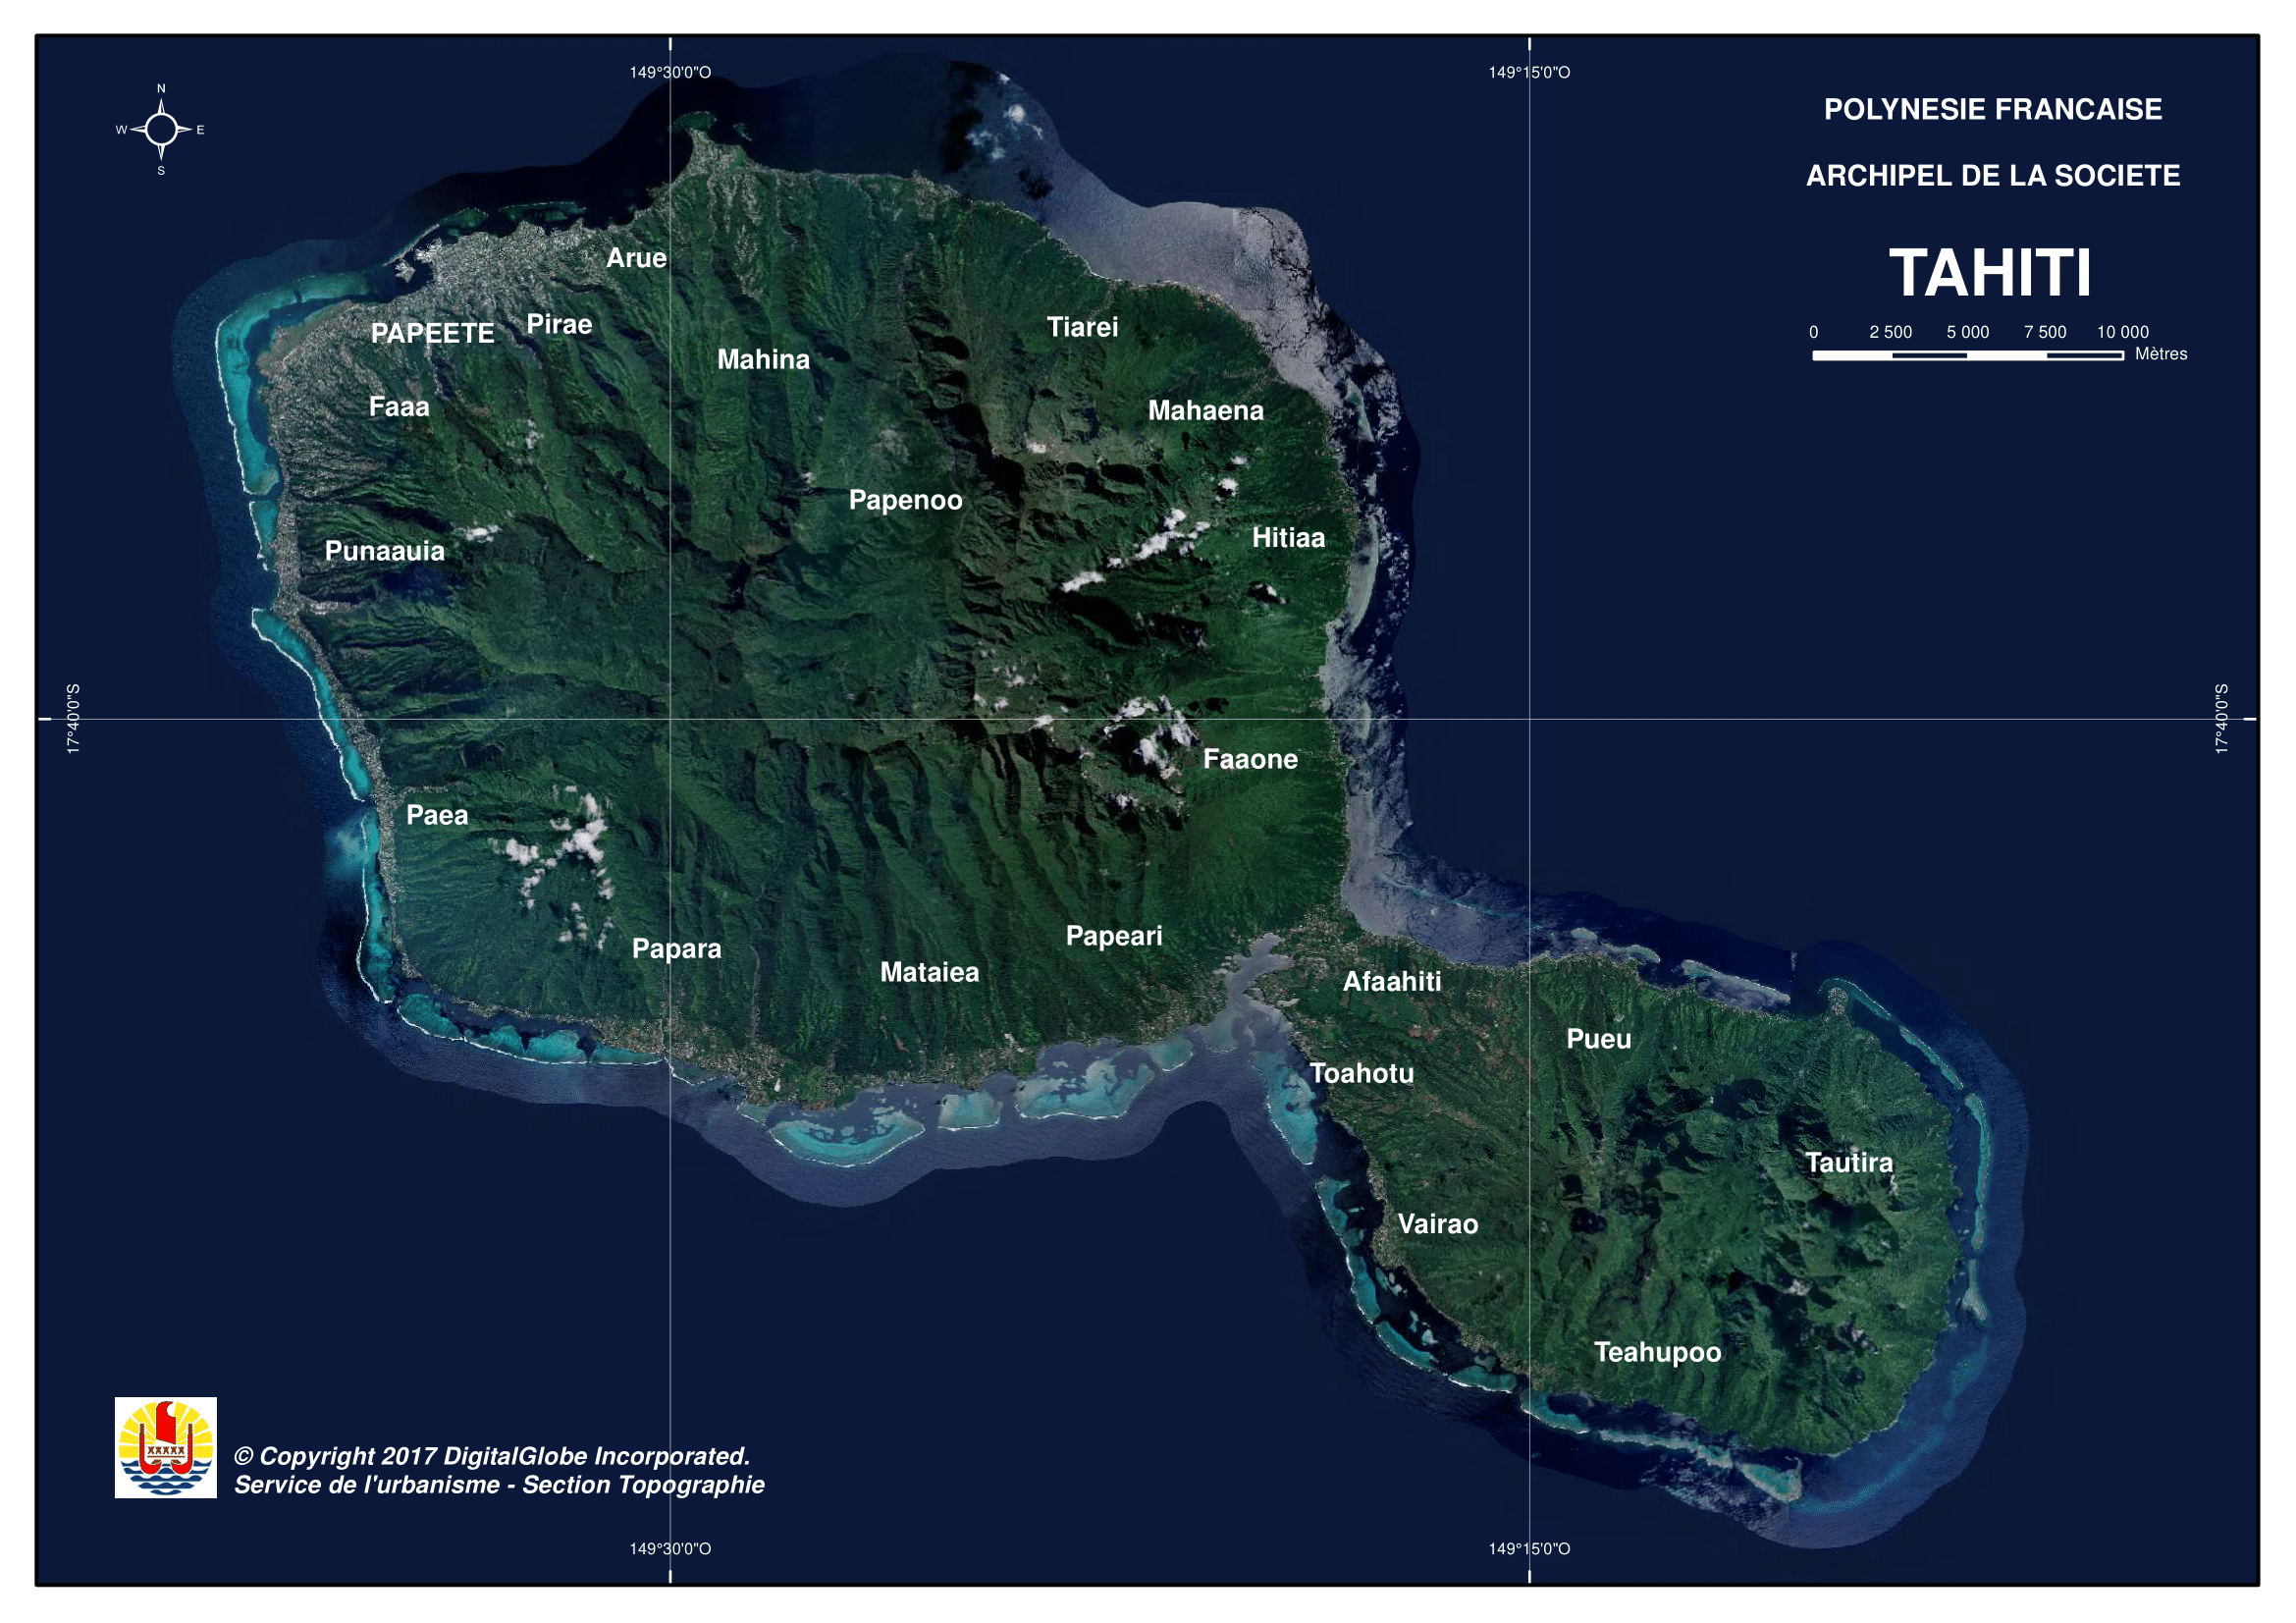 149°30'0"O
149°15'0"O
N
W E
S
POLYNESIE FRANCAISE
ARCHIPEL DE LA SOCIETE
TAHITI
0 2 500 5 000 7 500 10 000
Mètres
Arue
PAPEETE
Pirae
Tiarei
Mahina
Faaa
Mahaena
Papenoo
Hitiaa
Punaauia
17°40'0"S
17°40'0"S
Faaone
Paea
Papara
Papeari
Mataiea
Afaahiti
Pueu
Toahotu
Tautira
Vairao
Teahupoo
© Copyright 2017 DigitalGlobe Incorporated.
Service de l'urbanisme - Section Topographie
149°30'0"O
149°15'0"O